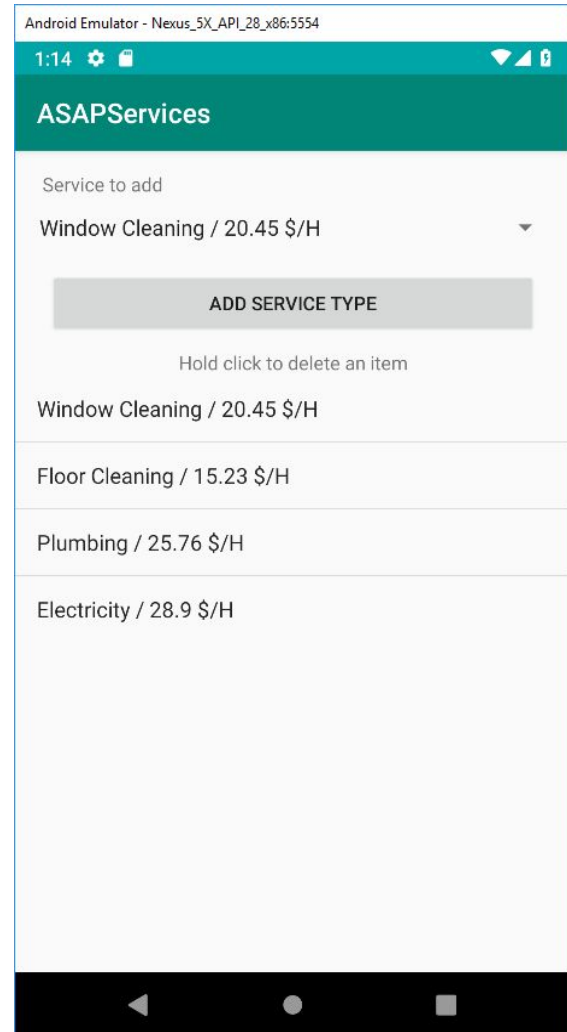 Android Emulator - Nexus_5X_API_28_x86:5554
1:14
ASAPServices
Service to add
Window Cleaning / 20.45 $/H
ADD SERVICE TYPE
Hold click to delete an item
Window Cleaning / 20.45 $/H
Floor Cleaning / 15.23 $/H
Plumbing / 25.76 $/H
Electricity / 28.9 $/H